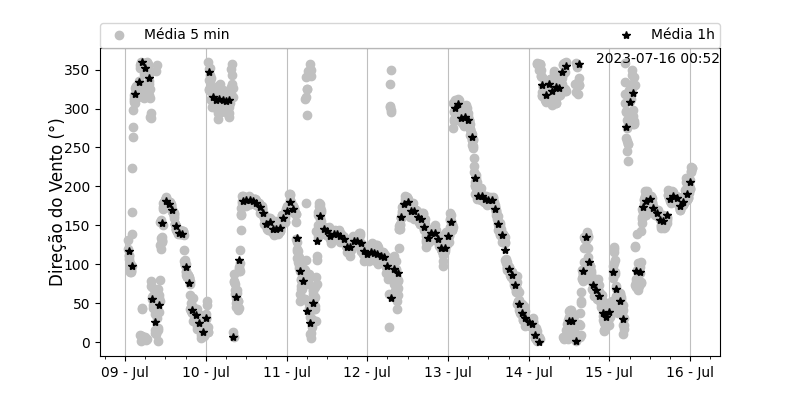 Média 5 min
Média 1h
2023-07-16 00:52
Direção do Vento (°)
350
300
250
200
150
100
50
0
09 - Jul
10 - Jul
11 - Jul
12 - Jul
13 - Jul
14 - Jul
15 - Jul
16 - Jul